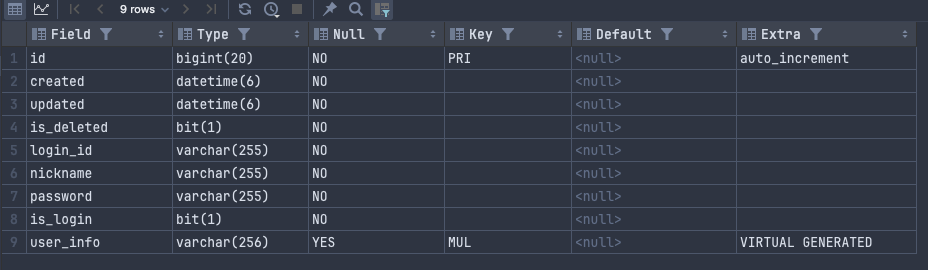 9 rows
Field Type Null Key Default Extra
1 id bigint(20) NO PRI <null> auto_increment
2 created datetime(6) NO <null>
3 updated datetime(6) NO <null>
4 is_deleted bit(1) NO <null>
5 login_id varchar(255) NO <null>
6 nickname varchar(255) NO <null>
7 password varchar(255) NO <null>
8 is_login bit(1) NO <null>
9 user_info varchar(256) YES MUL <null> VIRTUAL GENERATED